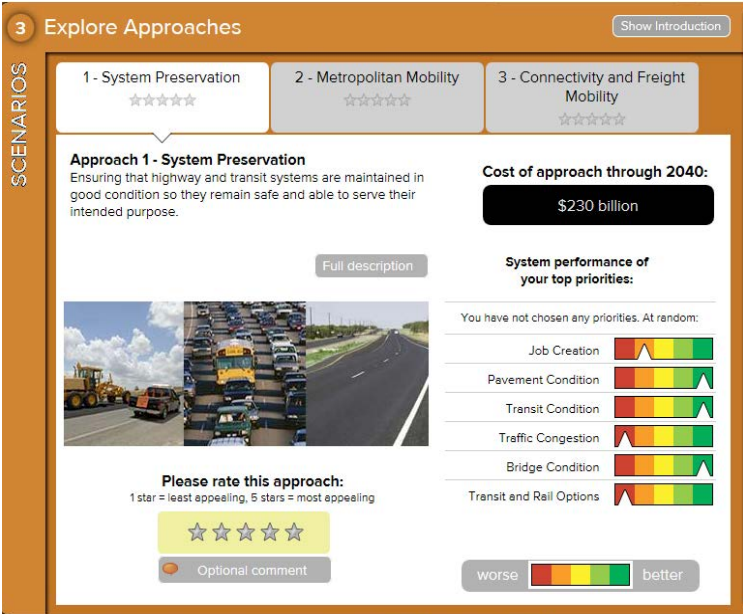 3 Explore Approaches
Show Introduction
SCENARIOS
1 - System Preservation
2 - Metropolitan Mobility
3 - Connectivity and Freight
Mobility
Approach 1 - System Preservation
Ensuring that highway and transit systems are maintained in
good condition so they remain safe and able to serve their
intended purpose.
Full description
Cost of approach through 2040:
$230 billion
System performance of
your top priorities:
You have not chosen any priorities. At random:
Job Creation
Pavement Condition
Transit Condition
Traffic Congestion
Bridge Condition
Transit and Rail Options
Please rate this approach:
1 star = least appealing, 5 stars = most appealing
Optional comment
worse better